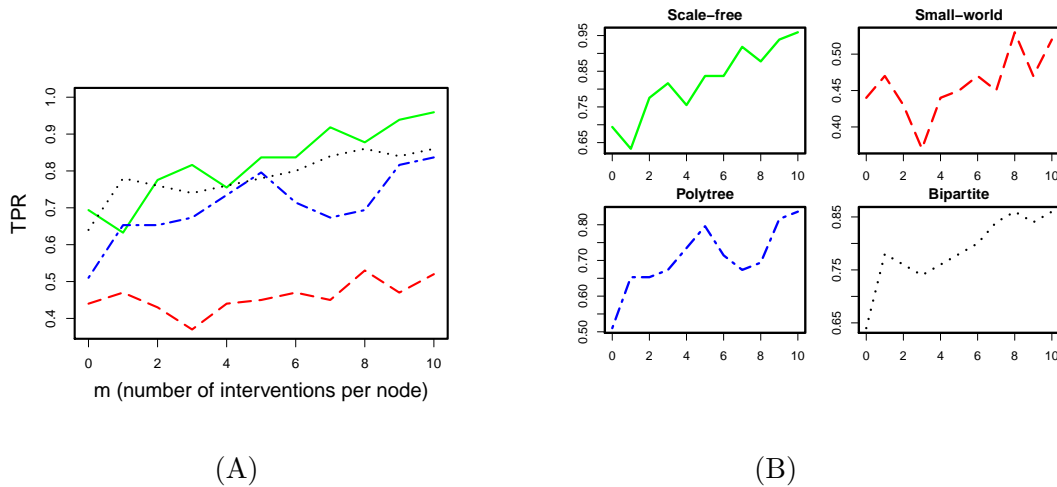 Scale−free
Small−world
0.65 0.75 0.85 0.95
0.40 0.45 0.50
0 2 4 6 8 10
0 2 4 6 8 10
TPR
0.4 0.5 0.6 0.7 0.8 0.9 1.0
0 2 4 6 8 10
m (number of interventions per node)
Polytree
Bipartite
0.50 0.60 0.70 0.80
0.65 0.75 0.85
0 2 4 6 8 10
0 2 4 6 8 10
(A)
(B)